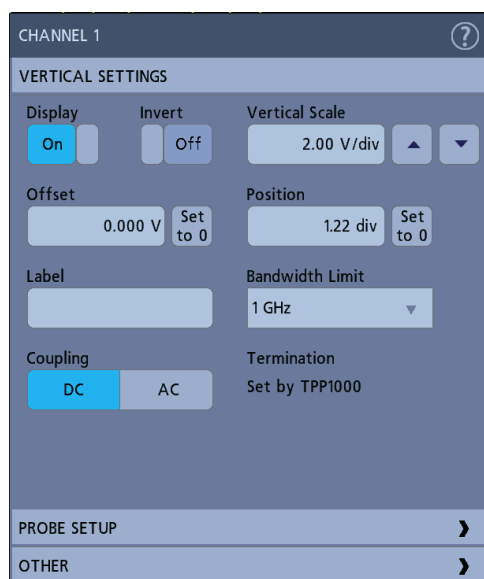 CHANNEL 1
?
VERTICAL SETTINGS
Display Invert Vertical Scale
On Off 2.00 V/div
Offset Position
0.000 V Set to 0 1.22 div Set to 0
Label Bandwidth Limit
1 GHz
Coupling Termination
DC AC Set by TPP1000
PROBE SETUP
OTHER